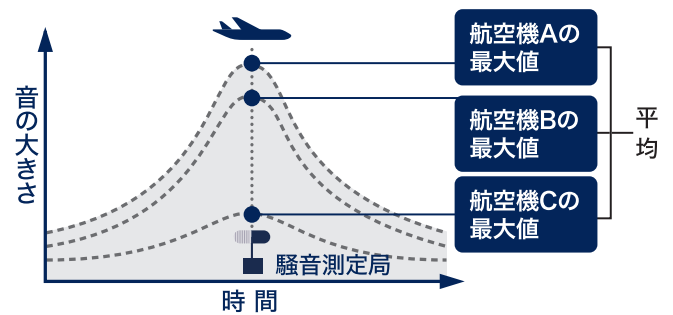 航空機Aの
最大値
航空機Bの
最大値
航空機Cの
最大値
平均
音の大きさ
騒音測定局
時間